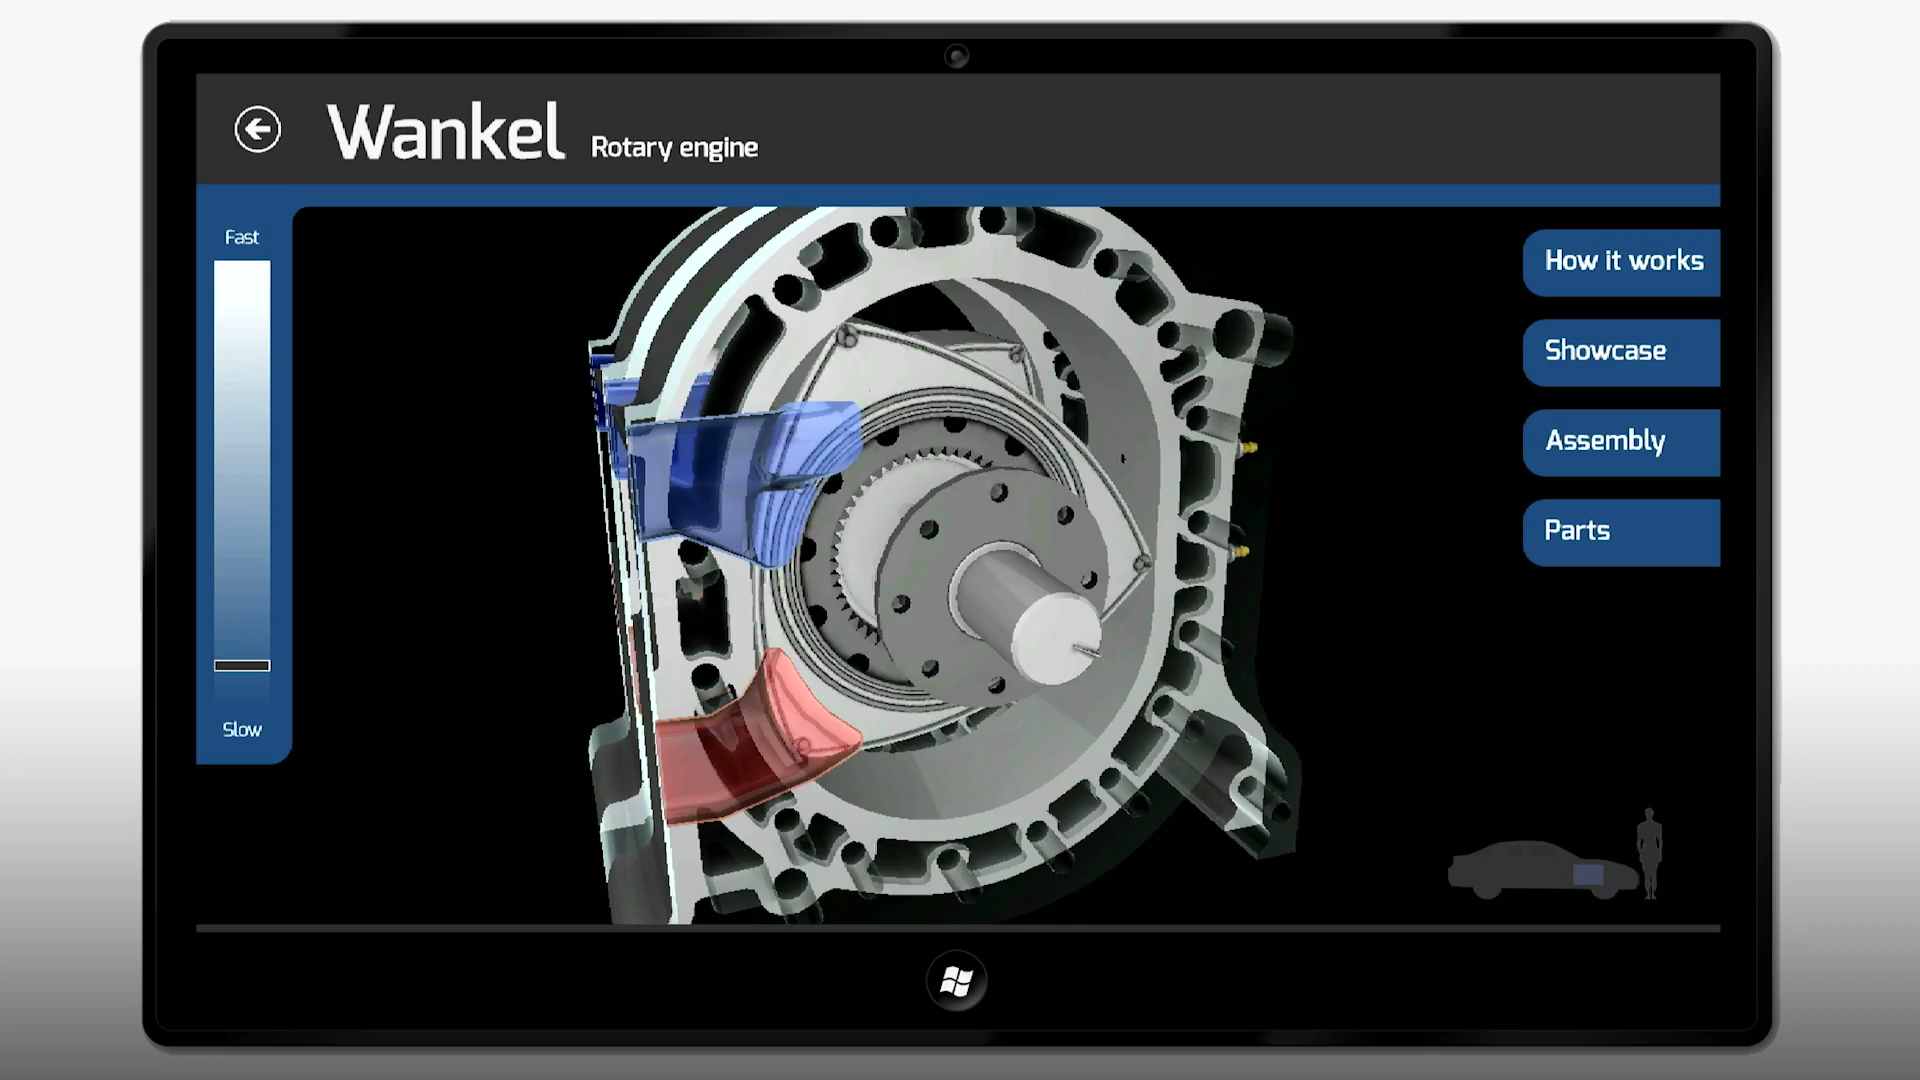 Wankel Rotary engine
Fast
Slow
How it works
Showcase
Assembly
Parts